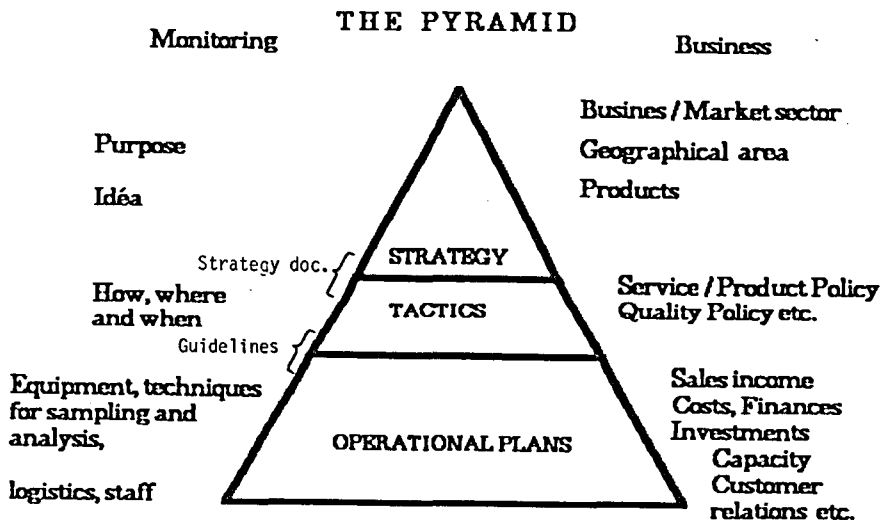 THE PYRAMID
Monitoring
Business
Purpose
Idéa
Busines / Market sector
Geographical area
Products
STRATEGY
Strategy doc.
How, where
and when
TACTICS
Service / Product Policy
Quality Policy etc.
Guidelines
Equipment, techniques
for sampling and
analysis,
logistics, staff
OPERATIONAL PLANS
Sales income
Costs, Finances
Investments
Capacity
Customer
relations etc.